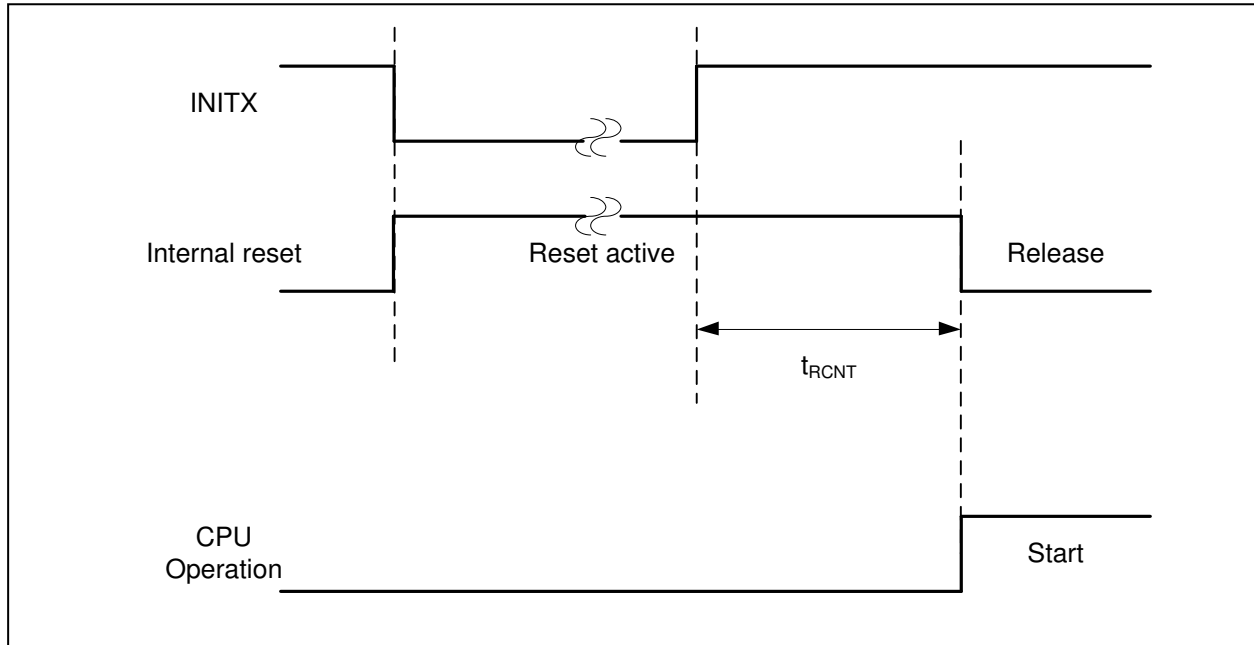 INITX
Internal reset
Reset active
Release
tRCNT
CPU
Operation
Start